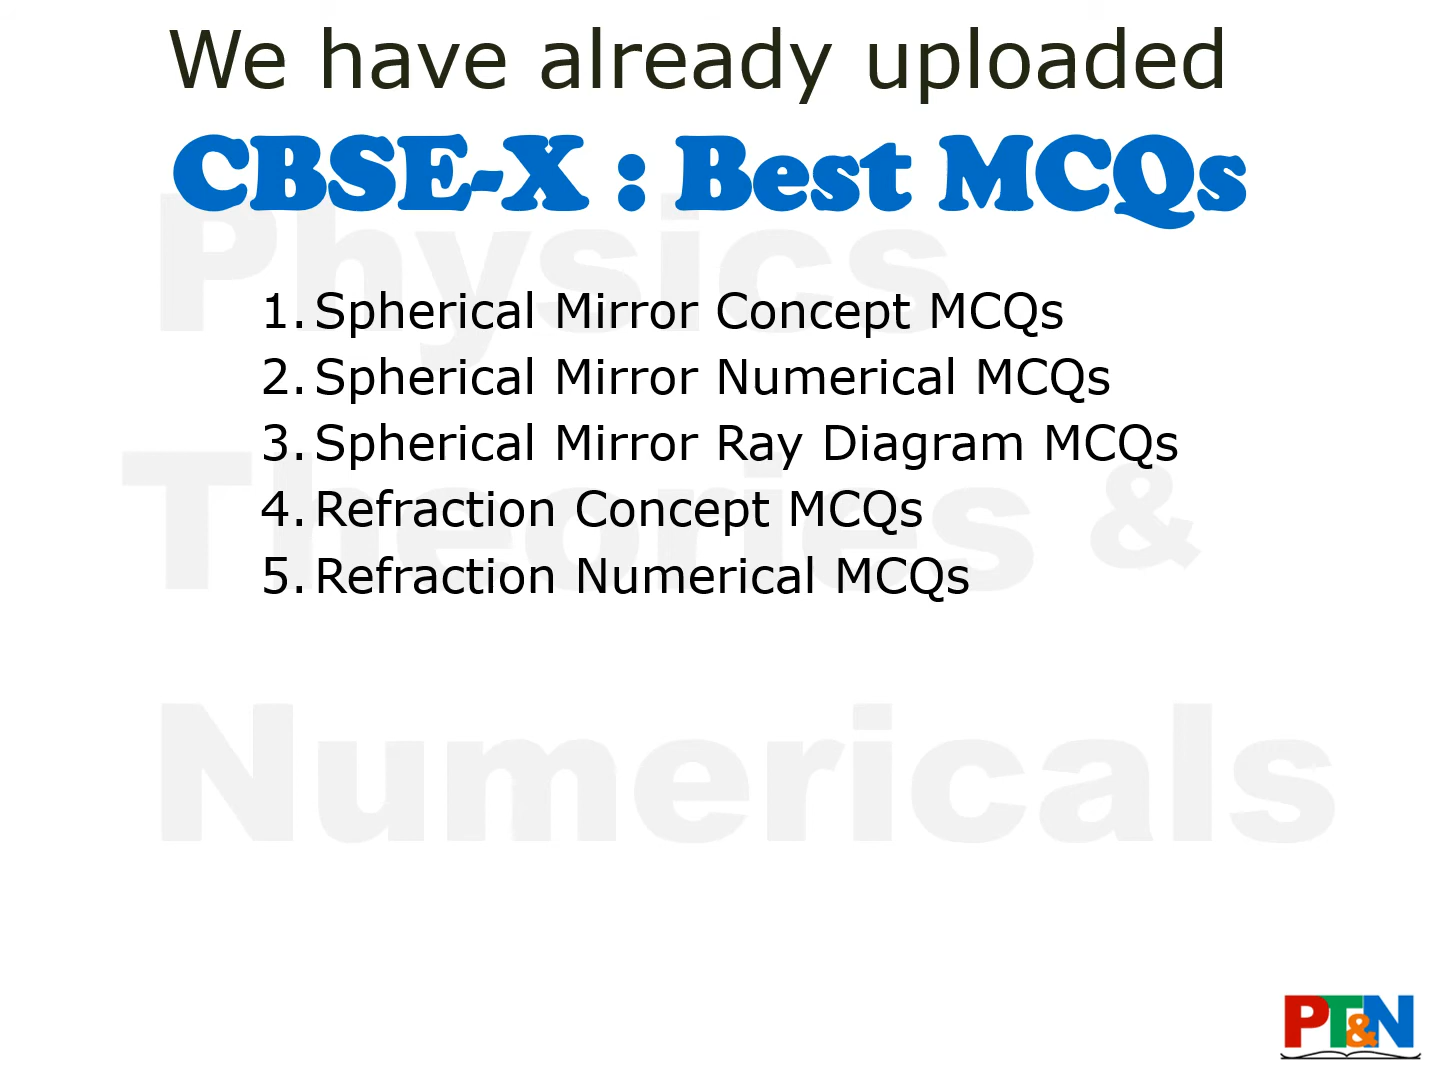 We have already uploaded
CBSE-X : Best MCQs
Physics
1. Spherical Mirror Concept MCQs
2. Spherical Mirror Numerical MCQs
3. Spherical Mirror Ray Diagram MCQs
Theories &
4. Refraction Concept MCQs
5. Refraction Numerical MCQs
Numericals
PT&N